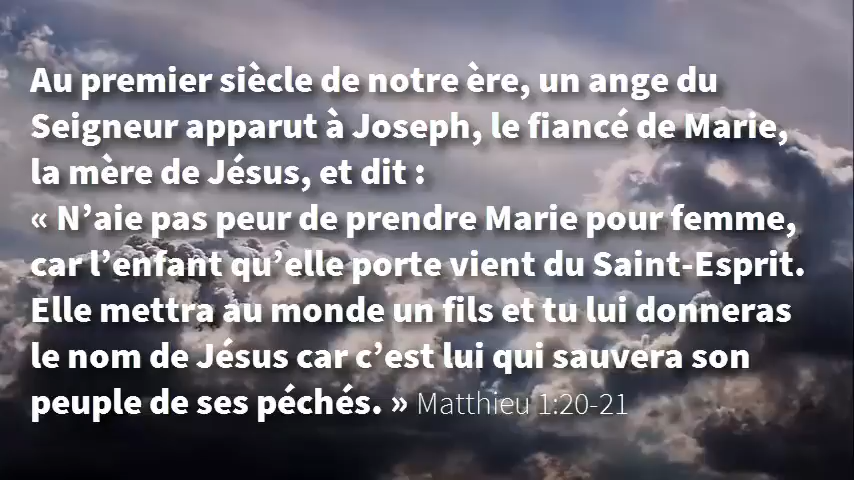 Au premier siècle de notre ère, un ange du
Seigneur apparut à Joseph, le fiancé de Marie,
la mère de Jésus, et dit :
« N’aie pas peur de prendre Marie pour femme,
car l’enfant qu’elle porte vient du Saint-Esprit.
Elle mettra au monde un fils et tu lui donneras
le nom de Jésus car c’est lui qui sauvera son
peuple de ses péchés. » Matthieu 1:20-21